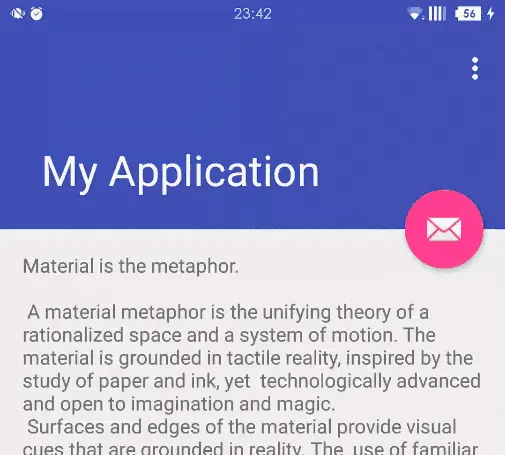 23:42
56
My Application
Material is the metaphor.
A material metaphor is the unifying theory of a
rationalized space and a system of motion. The
material is grounded in tactile reality, inspired by the
study of paper and ink, yet  technologically advanced
and open to imagination and magic.
Surfaces and edges of the material provide visual
cues that are grounded in reality. The  use of familiar